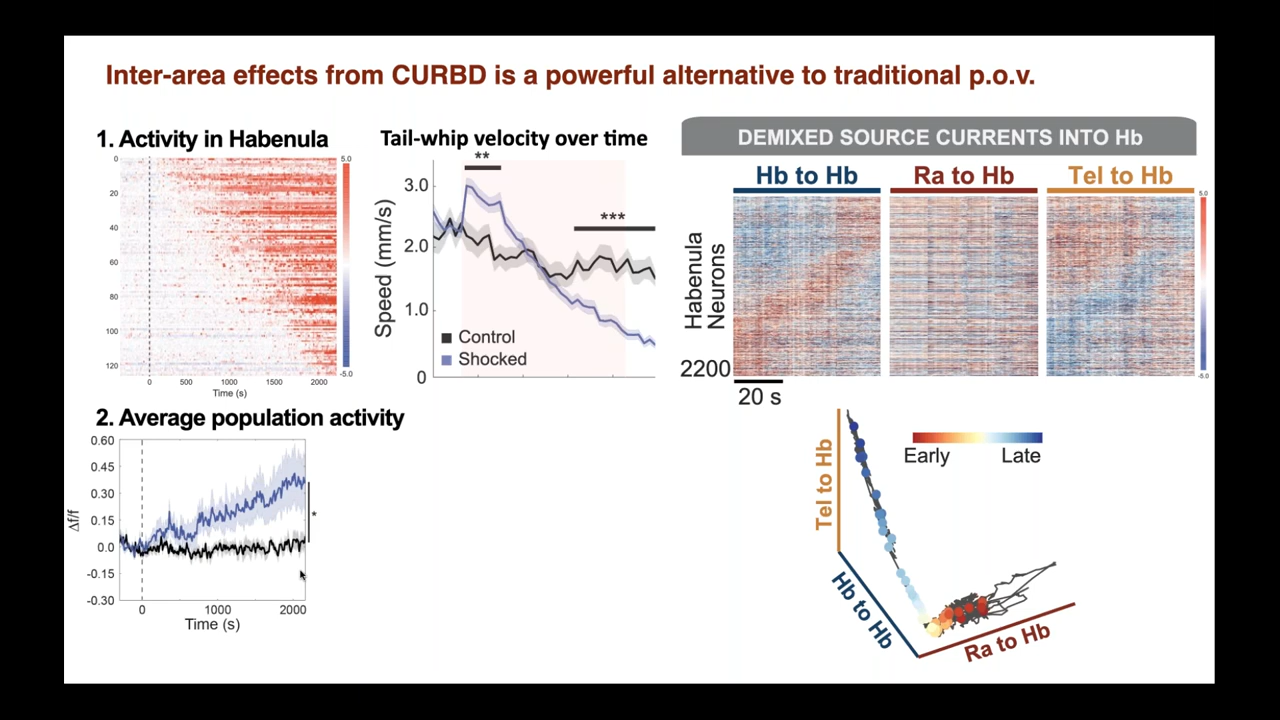 Inter-area effects from CURBD is a powerful alternative to traditional p.o.v.
1. Activity in Habenula
0
20
40
60
80
100
120
0 500 1000 1500 2000
Time (s)
5.0
-5.0
Tail-whip velocity over time
**
***
Speed (mm/s)
3.0
2.0
1.0
0
Control
Shocked
DEMIXED SOURCE CURRENTS INTO Hb
Hb to Hb
Ra to Hb
Tel to Hb
Habenula
Neurons
2200
20 s
5.0
-5.0
2. Average population activity
Δf/f
0.60
0.45
0.30
0.15
0.0
-0.15
-0.30
*
0 1000 2000
Time (s)
Early
Late
Tel to Hb
Hb to Hb
Ra to Hb